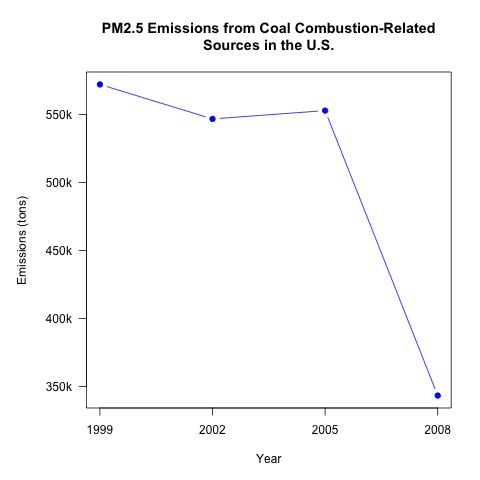 PM2.5 Emissions from Coal Combustion-Related
Sources in the U.S.
Emissions (tons)
550k
500k
450k
400k
350k
1999 2002 2005 2008
Year